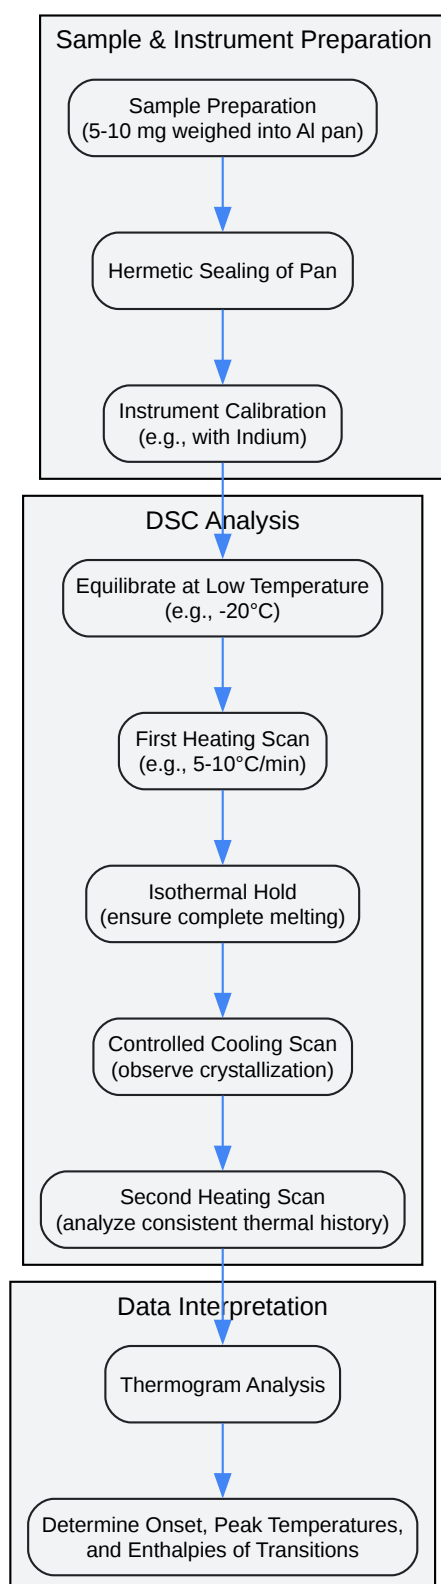 Sample & Instrument Preparation
Sample Preparation
(5-10 mg weighed into Al pan)
Hermetic Sealing of Pan
Instrument Calibration
(e.g., with Indium)
DSC Analysis
Equilibrate at Low Temperature
(e.g., -20°C)
First Heating Scan
(e.g., 5-10°C/min)
Isothermal Hold
(ensure complete melting)
Controlled Cooling Scan
(observe crystallization)
Second Heating Scan
(analyze consistent thermal history)
Data Interpretation
Thermogram Analysis
Determine Onset, Peak Temperatures,
and Enthalpies of Transitions